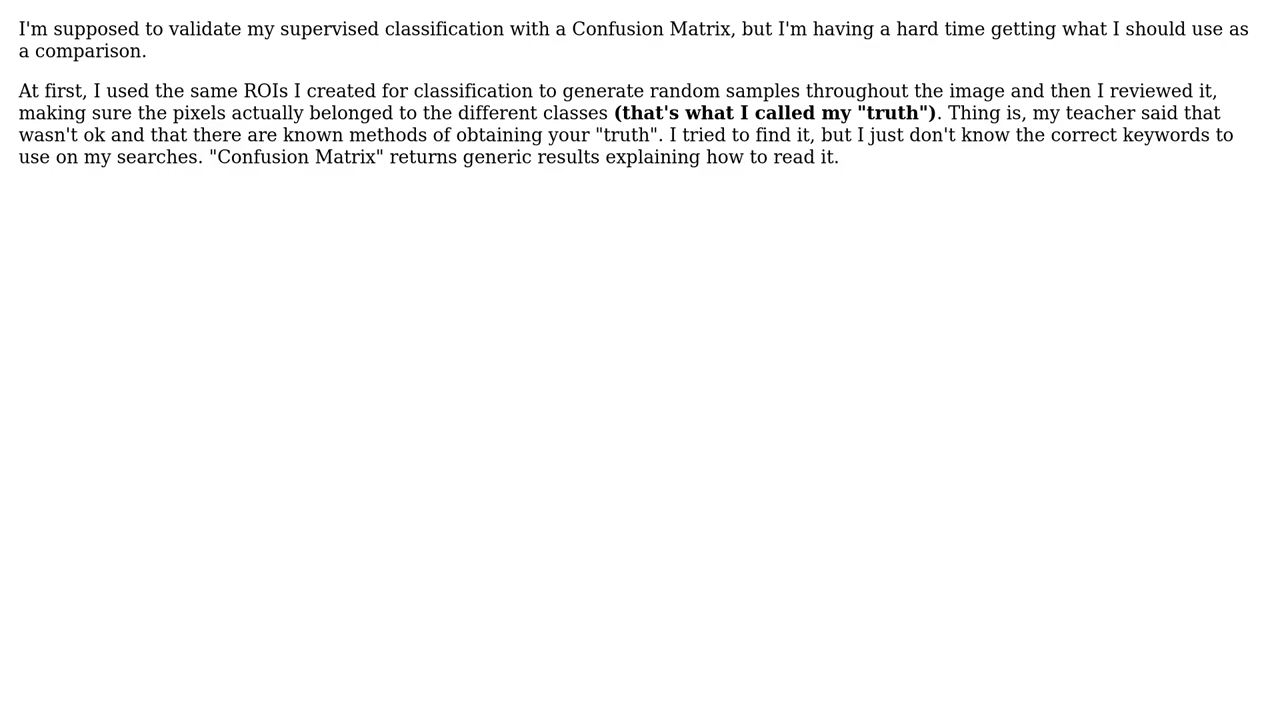 I'm supposed to validate my supervised classification with a Confusion Matrix, but I'm having a hard time getting what I should use as
a comparison.
At first, I used the same ROIs I created for classification to generate random samples throughout the image and then I reviewed it,
making sure the pixels actually belonged to the different classes (that's what I called my "truth"). Thing is, my teacher said that
wasn't ok and that there are known methods of obtaining your "truth". I tried to find it, but I just don't know the correct keywords to
use on my searches. "Confusion Matrix" returns generic results explaining how to read it.